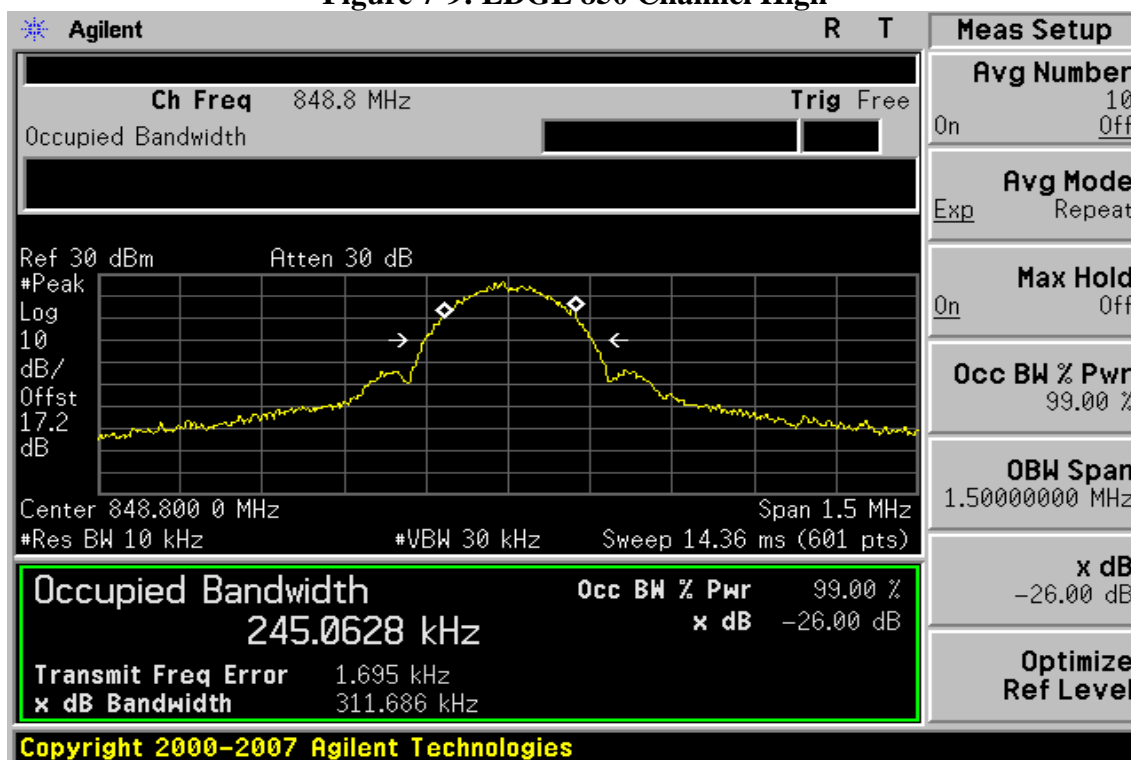 Figure 7-9: EDGE 850 Channel High
Agilent R T
Ch Freq 848.8 MHz Trig Free
Occupied Bandwidth
Ref 30 dBm Atten 30 dB
#Peak
Log
10
dB/
Offst
17.2
dB
Center 848.800 0 MHz Span 1.5 MHz
#Res BW 10 kHz #VBW 30 kHz Sweep 14.36 ms (601 pts)
Occupied Bandwidth Occ BW % Pwr 99.00 %
245.0628 kHz x dB -26.00 dB
Transmit Freq Error 1.695 kHz
x dB Bandwidth 311.686 kHz
Copyright 2000-2007 Agilent Technologies
Meas Setup
Avg Number
10
On Off
Avg Mode
Exp Repeat
Max Hold
On Off
Occ BW % Pwr
99.00 %
OBW Span
1.50000000 MHz
x dB
-26.00 dB
Optimize
Ref Level